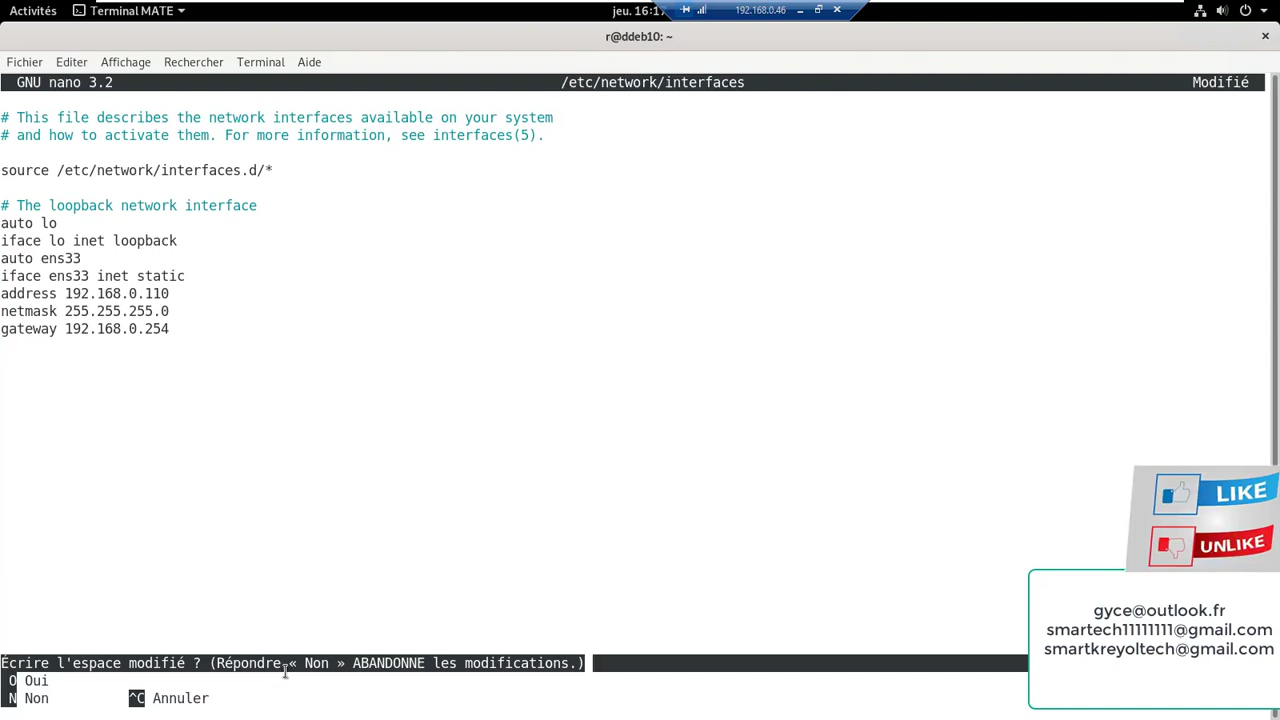 Activités Terminal MATE jeu. 16:17 192.168.0.46
r@ddeb10: ~
Fichier Editer Affichage Rechercher Terminal Aide
GNU nano 3.2 /etc/network/interfaces Modifié
# This file describes the network interfaces available on your system
# and how to activate them. For more information, see interfaces(5).
source /etc/network/interfaces.d/*
# The loopback network interface
auto lo
iface lo inet loopback
auto ens33
iface ens33 inet static
address 192.168.0.110
netmask 255.255.255.0
gateway 192.168.0.254
LIKE
UNLIKE
gyce@outlook.fr
smartech11111111@gmail.com
smartkreyoltech@gmail.com
Écrire l'espace modifié ? (Répondre « Non » ABANDONNE les modifications.)
O Oui
N Non ^C Annuler